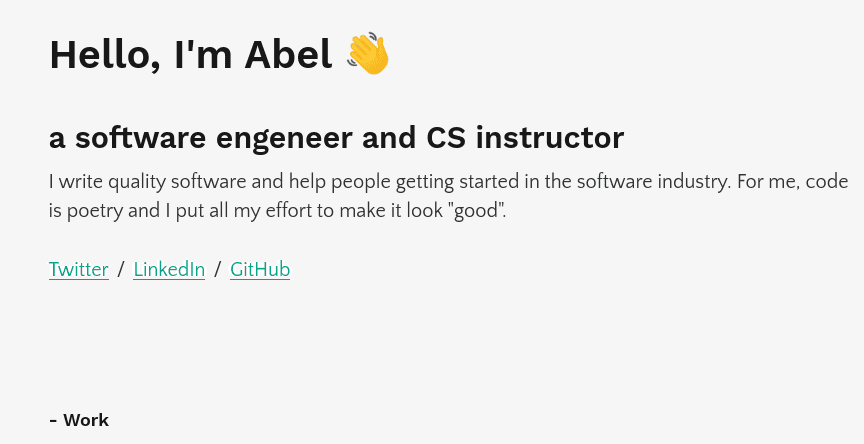 Hello, I'm Abel 👋
a software engeneer and CS instructor
I write quality software and help people getting started in the software industry. For me, code
is poetry and I put all my effort to make it look "good".
Twitter / LinkedIn / GitHub
- Work